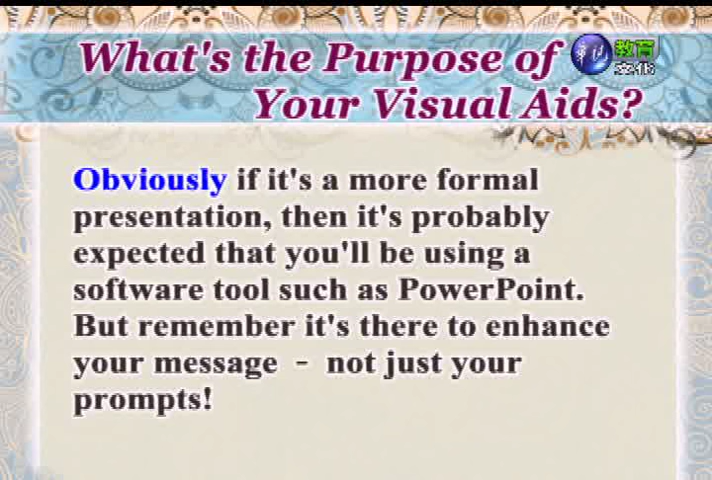 What's the Purpose of
華視 教育
文化
Your Visual Aids?
Obviously if it's a more formal
presentation, then it's probably
expected that you'll be using a
software tool such as PowerPoint.
But remember it's there to enhance
your message - not just your
prompts!